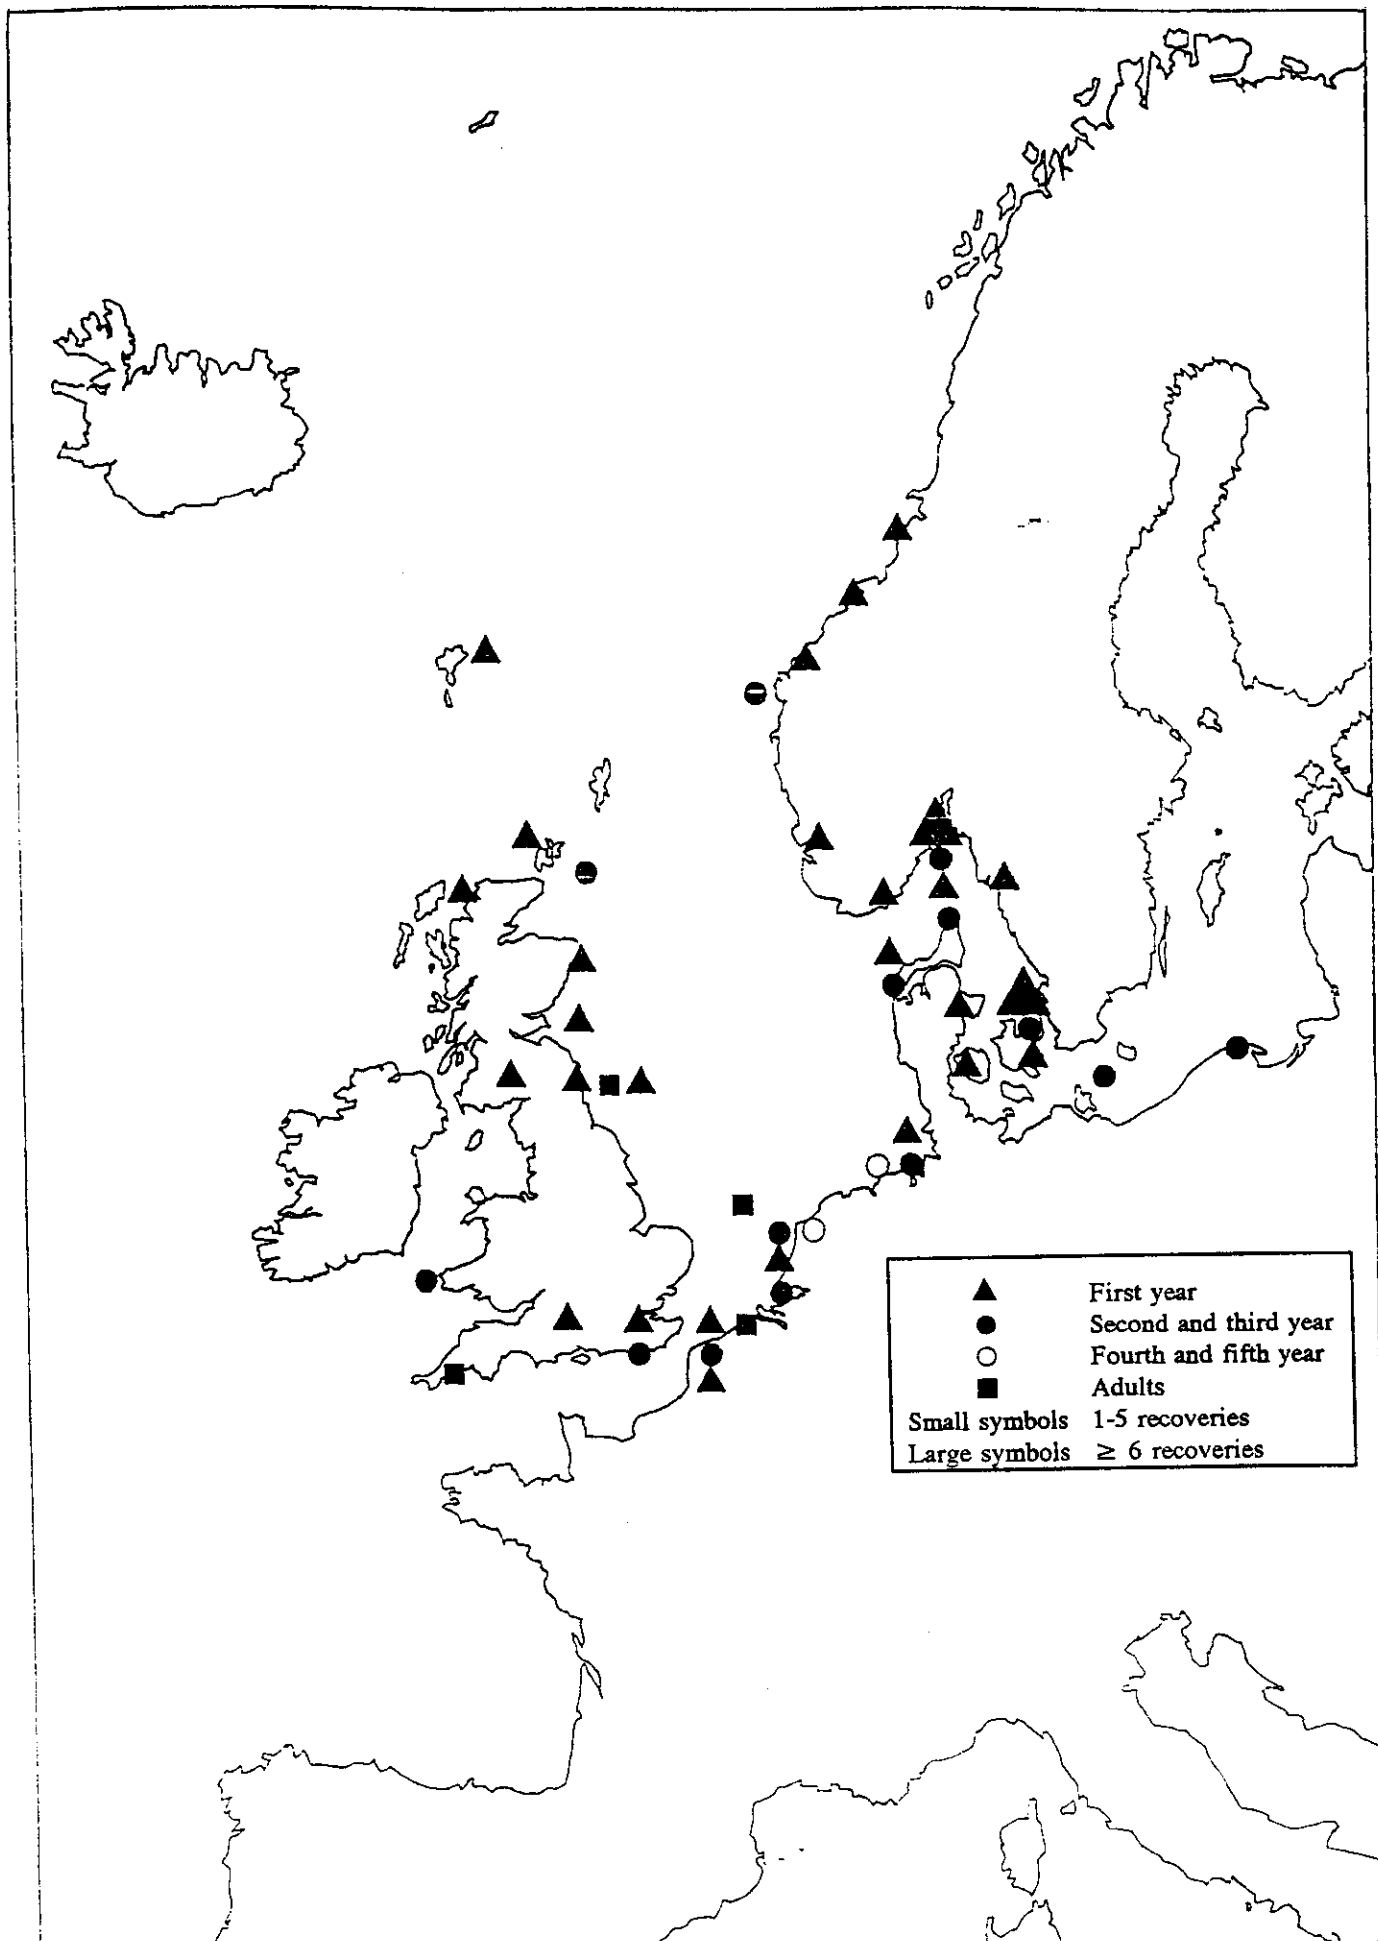 First year
Second and third year
Fourth and fifth year
Adults
Small symbols 1-5 recoveries
Large symbols ≥ 6 recoveries